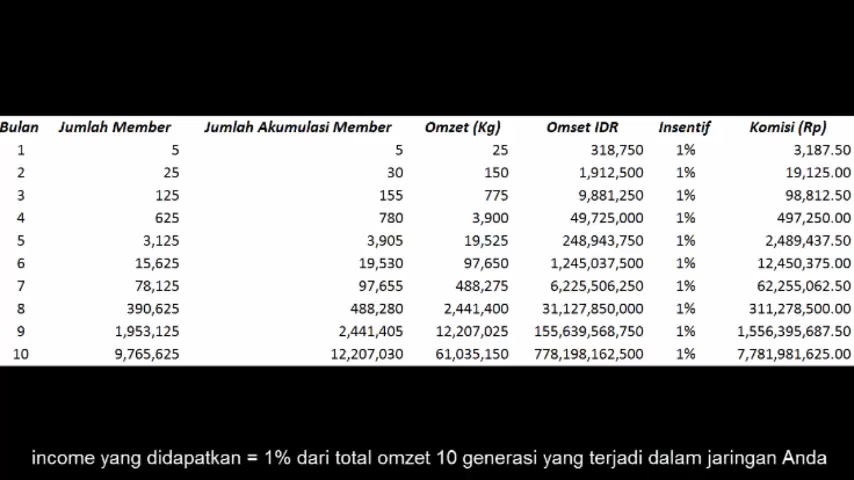 Bulan Jumlah Member Jumlah Akumulasi Member Omzet (Kg) Omset IDR Insentif Komisi (Rp)
1 5 5 25 318,750 1% 3,187.50
2 25 30 150 1,912,500 1% 19,125.00
3 125 155 775 9,881,250 1% 98,812.50
4 625 780 3,900 49,725,000 1% 497,250.00
5 3,125 3,905 19,525 248,943,750 1% 2,489,437.50
6 15,625 19,530 97,650 1,245,037,500 1% 12,450,375.00
7 78,125 97,655 488,275 6,225,506,250 1% 62,255,062.50
8 390,625 488,280 2,441,400 31,127,850,000 1% 311,278,500.00
9 1,953,125 2,441,405 12,207,025 155,639,568,750 1% 1,556,395,687.50
10 9,765,625 12,207,030 61,035,150 778,198,162,500 1% 7,781,981,625.00
income yang didapatkan = 1% dari total omzet 10 generasi yang terjadi dalam jaringan Anda